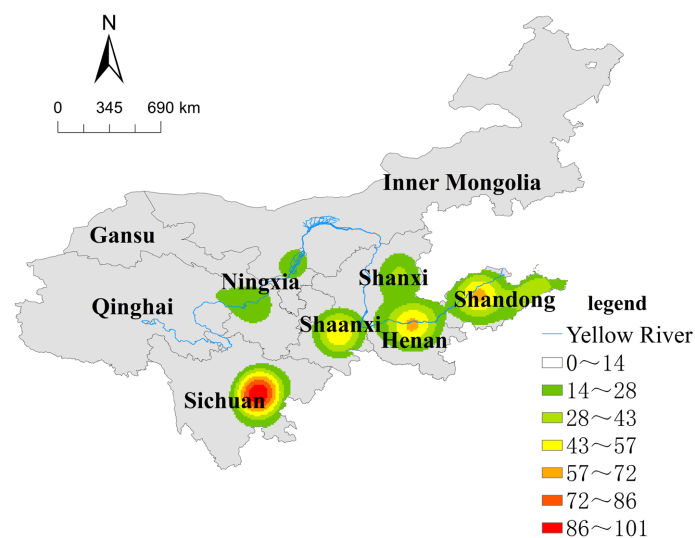 N
0 345 690 km
Inner Mongolia
Gansu
Ningxia
Shanxi
Qinghai
Shandong
Shaanxi
Henan
Sichuan
legend
Yellow River
0～14
14～28
28～43
43～57
57～72
72～86
86～101